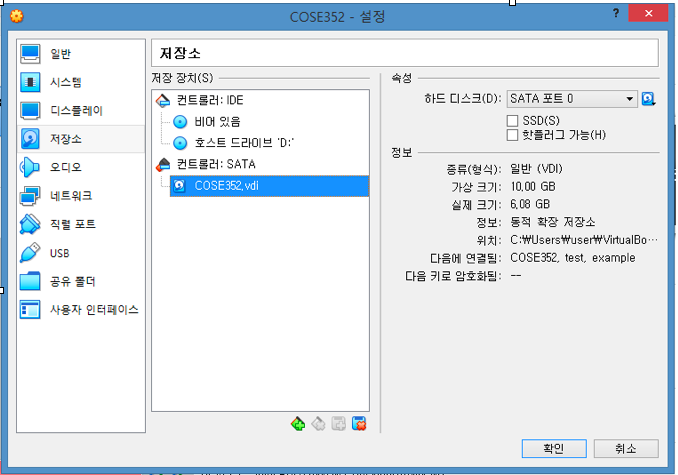 COSE352 - 설정
?
일반
시스템
디스플레이
저장소
오디오
네트워크
직렬 포트
USB
공유 폴더
사용자 인터페이스
저장소
저장 장치(S)
컨트롤러: IDE
비어 있음
호스트 드라이브 'D:'
컨트롤러: SATA
COSE352.vdi
속성
하드 디스크(D): SATA 포트 0
SSD(S)
핫플러그 가능(H)
정보
종류(형식): 일반 (VDI)
가상 크기: 10,00 GB
실제 크기: 6,08 GB
정보: 동적 확장 저장소
위치: C:₩Users₩user₩VirtualBo···
다음에 연결됨: COSE352, test, example
다음 키로 암호화됨: --
확인
취소